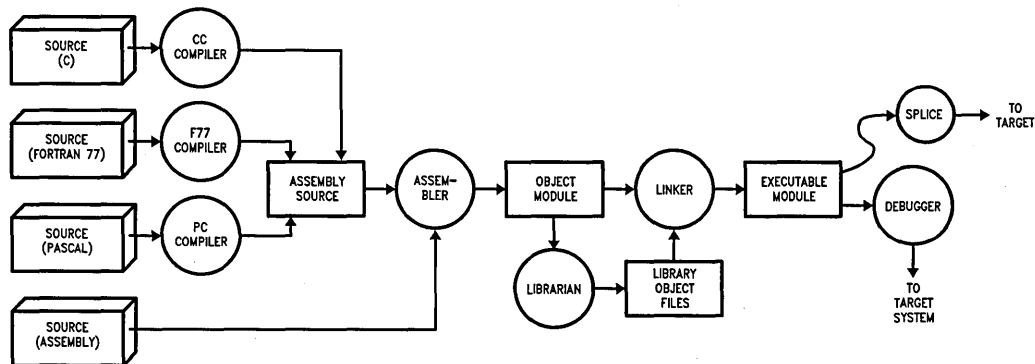 SOURCE
(C)
CC
COMPILER
SOURCE
(FORTRAN 77)
F77
COMPILER
SOURCE
(PASCAL)
PC
COMPILER
SOURCE
(ASSEMBLY)
ASSEMBLY
SOURCE
ASSEM-
BLER
OBJECT
MODULE
LIBRARIAN
LIBRARY
OBJECT
FILES
LINKER
EXECUTABLE
MODULE
SPLICE
TO
TARGET
DEBUGGER
TO
TARGET
SYSTEM